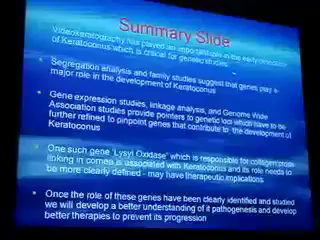 Summary Slide
Videokeratography has played an important role in the early detection
of Keratoconus which is critical for genetic studies
Segregation analysis and family studies suggest that genes play a
major role in the development of Keratoconus
Gene expression studies, linkage analysis, and Genome Wide
Association studies provide pointers to genetic loci which have to be
further refined to pinpoint genes that contribute to the development of
Keratoconus
One such gene 'Lysyl Oxidase' which is responsible for collagen cross
linking in cornea is associated with Keratoconus and its role needs to
be more clearly defined - may have therapeutic implications
Once the role of these genes have been clearly identified and studied
we will develop a better understanding of it pathogenesis and develop
better therapies to prevent its progression